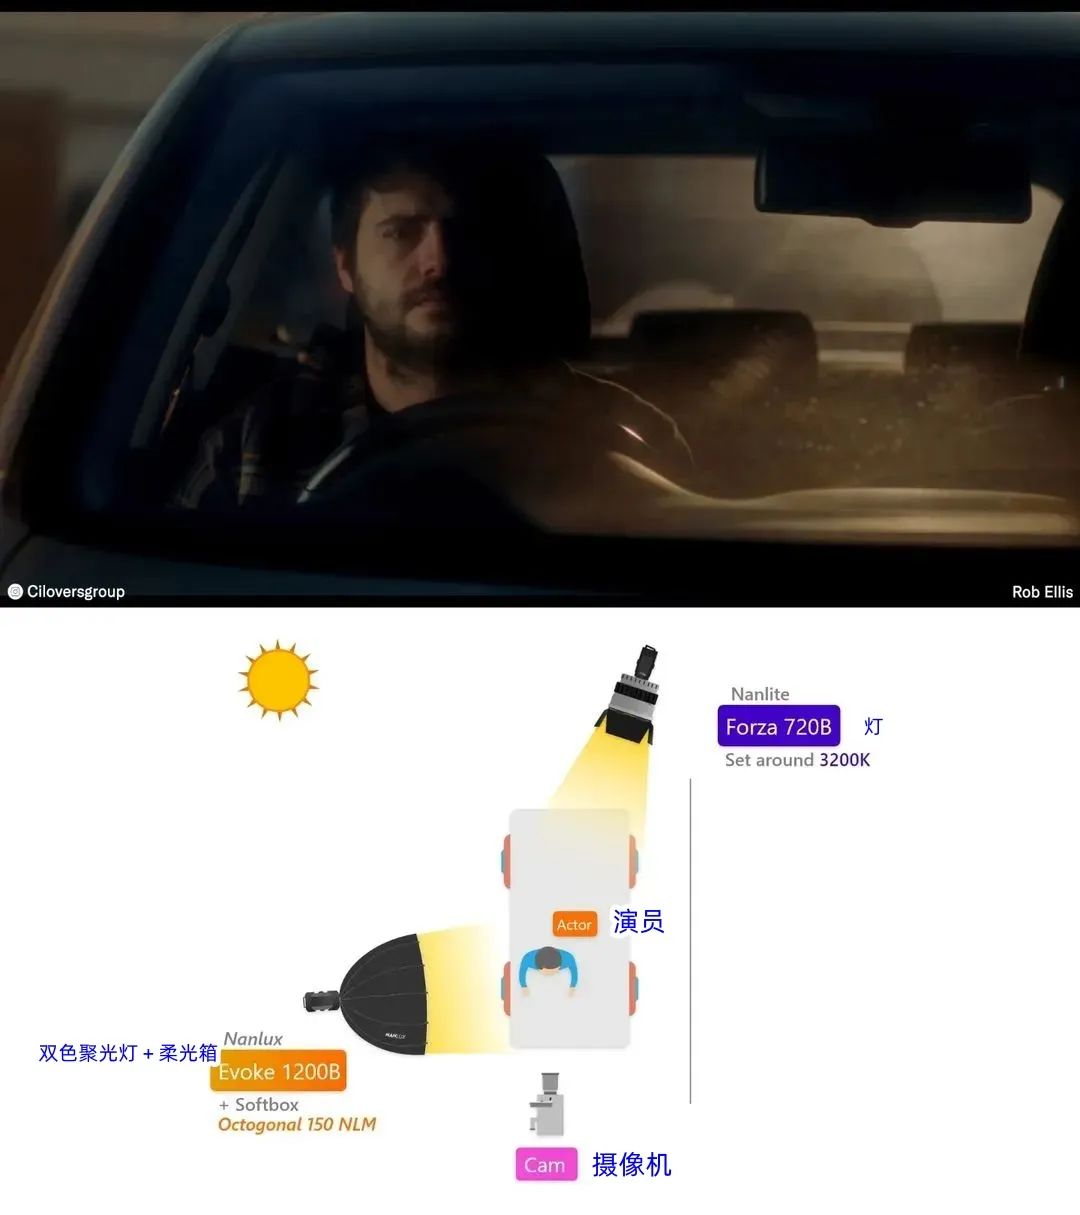 Ciloversgroup
Rob Ellis
Nanlite
Forza 720B 灯
Set around 3200K
Actor 演员
NANLUX
Nanlux
双色聚光灯 + 柔光箱
Evoke 1200B
+ Softbox
Octogonal 150 NLM
Cam 摄像机